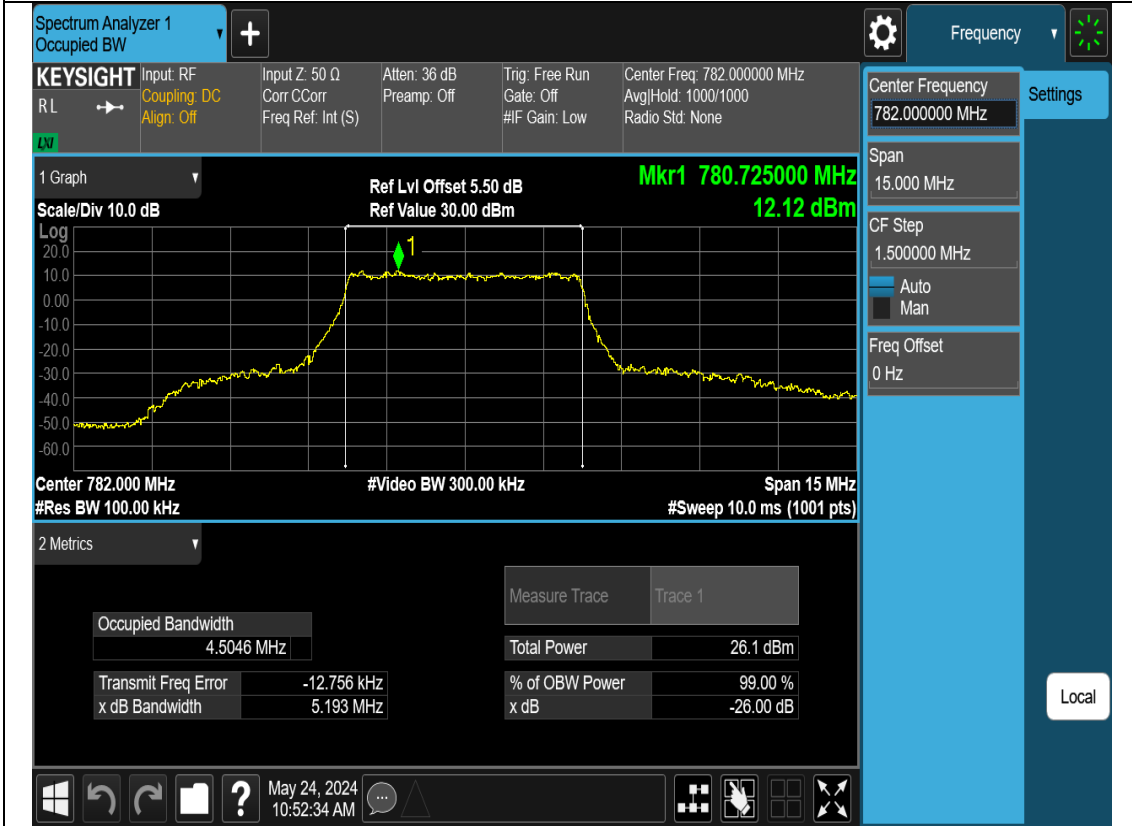 Spectrum Analyzer 1
Occupied BW
+
Frequency
KEYSIGHT
RL
LXI
Input: RF
Coupling: DC
Align: Off
Input Z: 50 Ω
Corr CCorr
Freq Ref: Int (S)
Atten: 36 dB
Preamp: Off
Trig: Free Run
Gate: Off
#IF Gain: Low
Center Freq: 782.000000 MHz
Avg|Hold: 1000/1000
Radio Std: None
Center Frequency
782.000000 MHz
Settings
Span
15.000 MHz
CF Step
1.500000 MHz
Auto
Man
Freq Offset
0 Hz
Local
1 Graph
Scale/Div 10.0 dB
Ref Lvl Offset 5.50 dB
Ref Value 30.00 dBm
Mkr1 780.725000 MHz
12.12 dBm
Log
1
20.0
10.0
0.00
-10.0
-20.0
-30.0
-40.0
-50.0
-60.0
Center 782.000 MHz
#Res BW 100.00 kHz
#Video BW 300.00 kHz
Span 15 MHz
#Sweep 10.0 ms (1001 pts)
2 Metrics
Measure Trace Trace 1
Occupied Bandwidth
4.5046 MHz
Total Power 26.1 dBm
Transmit Freq Error -12.756 kHz
% of OBW Power 99.00 %
x dB Bandwidth 5.193 MHz
x dB -26.00 dB
?
May 24, 2024
10:52:34 AM